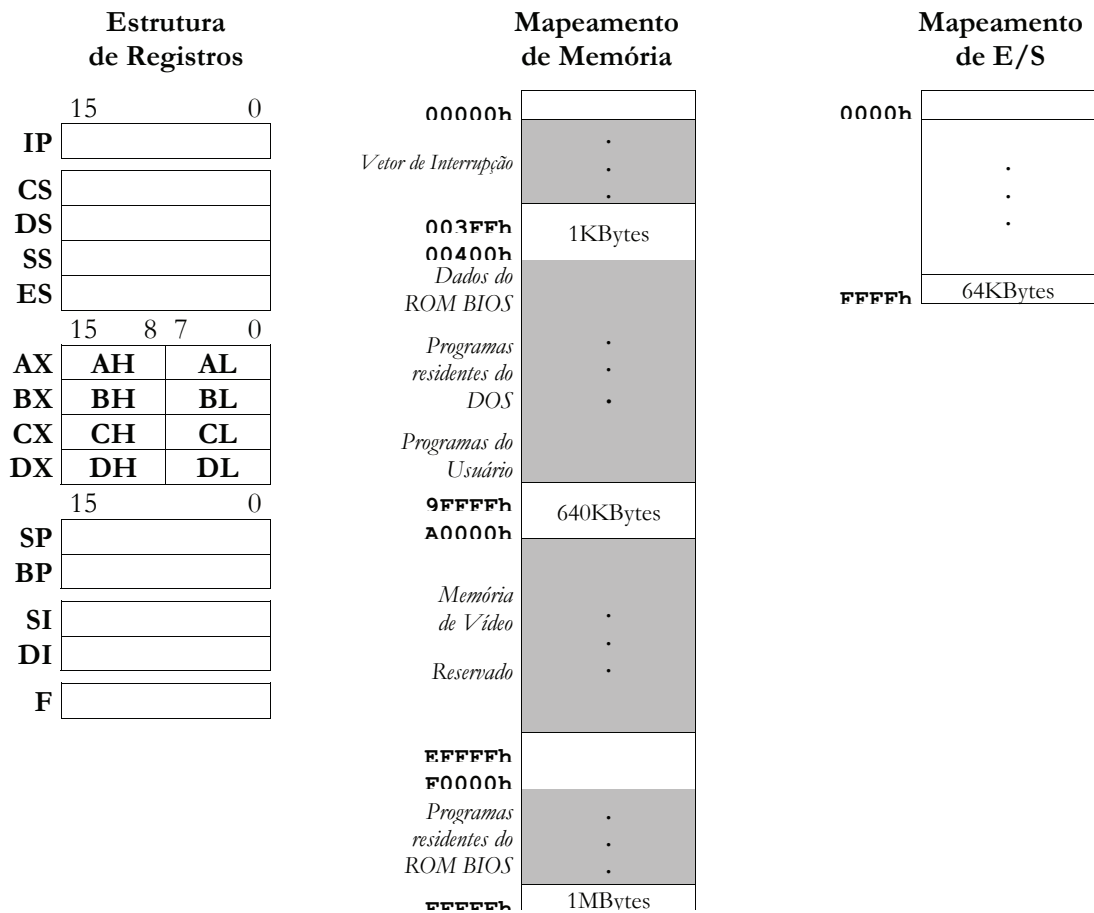 Estrutura
de Registros
15 0
IP
CS
DS
SS
ES
15 8 7 0
AX AH AL
BX BH BL
CX CH CL
DX DH DL
15 0
SP
BP
SI
DI
F
Mapeamento
de Memória
00000h
Vetor de Interrupção
003FFh
1KBytes
00400h
Dados do
ROM BIOS
Programas
residentes do
DOS
Programas do
Usuário
9FFFFh
640KBytes
A0000h
Memória
de Vídeo
Reservado
EFFFFh
F0000h
Programas
residentes do
ROM BIOS
FFFFFh
1MBytes
Mapeamento
de E/S
0000h
FFFFh
64KBytes